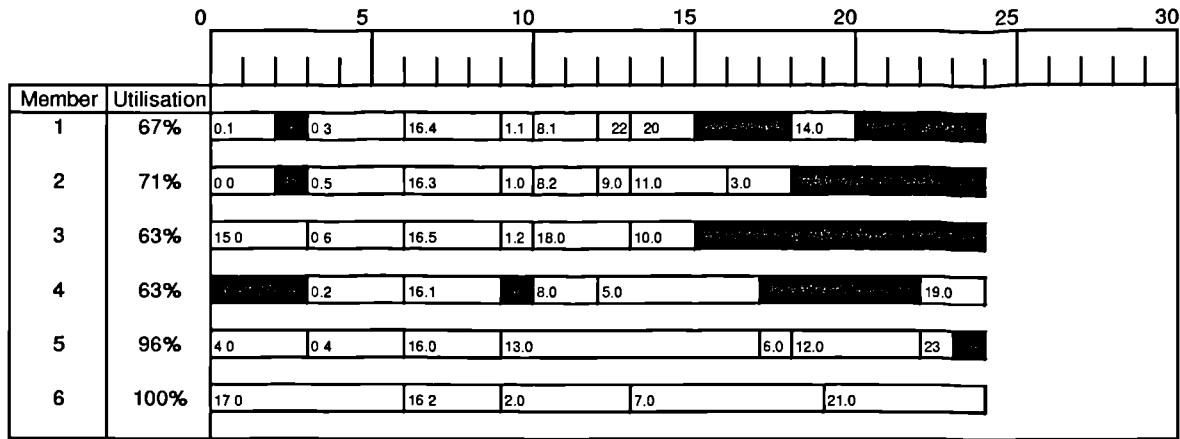 0 5 10 15 20 25 30
Member Utilisation
1 67% 0.1 0 3 16.4 1.1 8.1 22 20 14.0
2 71% 0 0 0.5 16.3 1.0 8.2 9.0 11.0 3.0
3 63% 15 0 0 6 16.5 1.2 18.0 10.0
4 63% 0.2 16.1 8.0 5.0 19.0
5 96% 4 0 0 4 16.0 13.0 6.0 12.0 23
6 100% 17 0 16 2 2.0 7.0 21.0